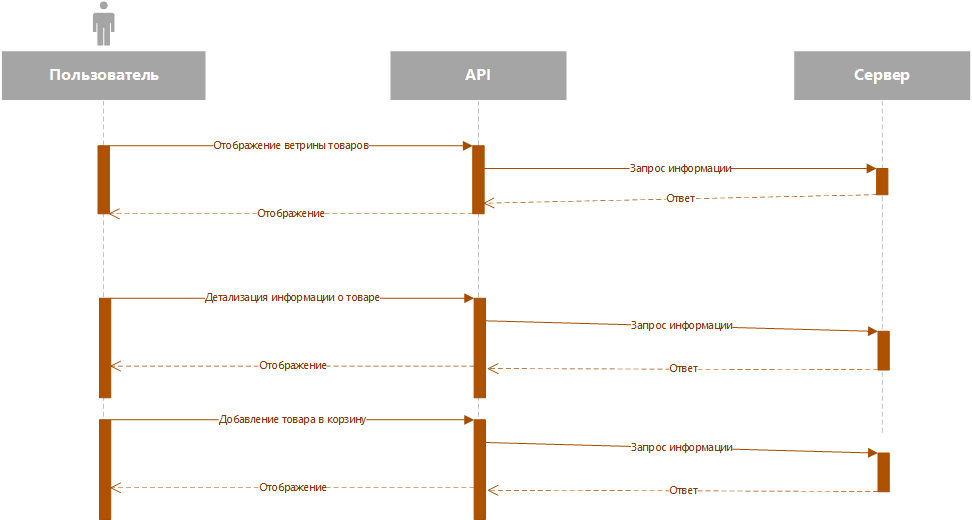 Пользователь
API
Сервер
Отображение ветрины товаров
Запрос информации
Ответ
Отображение
Детализация информации о товаре
Запрос информации
Отображение
Ответ
Добавление товара в корзину
Запрос информации
Отображение
Ответ